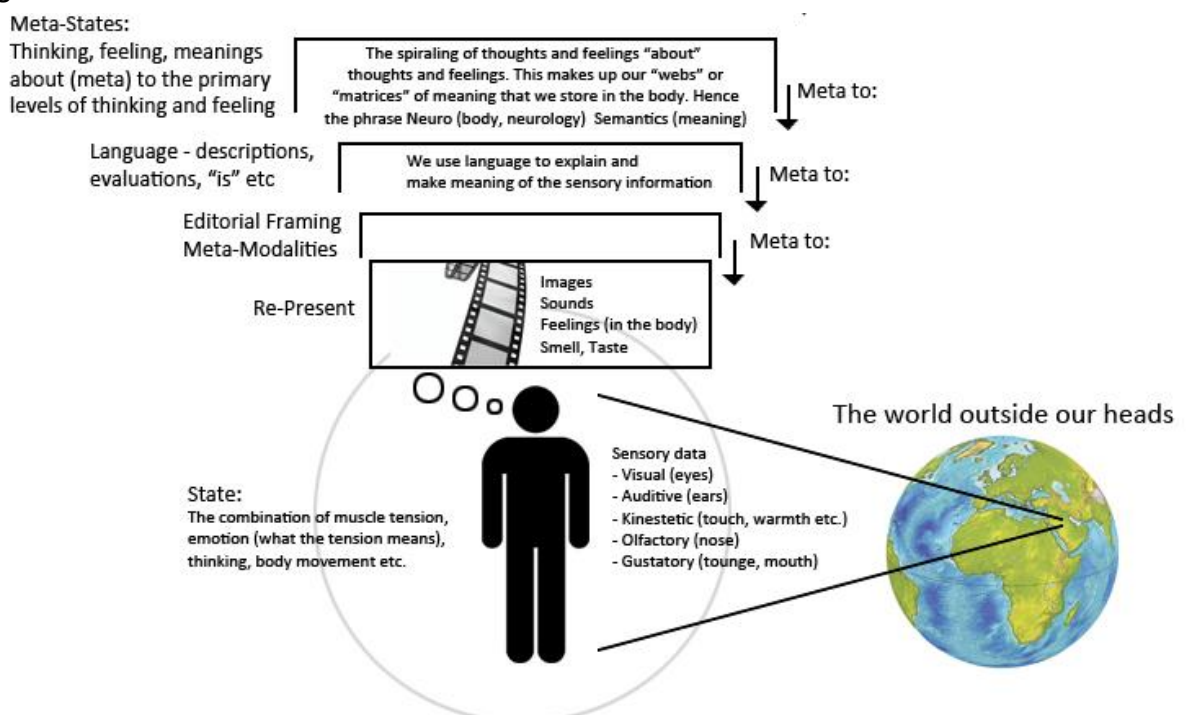 Meta-States:
Thinking, feeling, meanings
about (meta) to the primary
levels of thinking and feeling
The spiraling of thoughts and feelings “about”
thoughts and feelings. This makes up our “webs” or
“matrices” of meaning that we store in the body. Hence
the phrase Neuro (body, neurology) Semantics (meaning)
Meta to:
Language - descriptions,
evaluations, “is” etc
We use language to explain and
make meaning of the sensory information
Meta to:
Editorial Framing
Meta-Modalities
Meta to:
Re-Present
Images
Sounds
Feelings (in the body)
Smell, Taste
The world outside our heads
Sensory data
- Visual (eyes)
- Auditive (ears)
- Kinestetic (touch, warmth etc.)
- Olfactory (nose)
- Gustatory (tounge, mouth)
State:
The combination of muscle tension,
emotion (what the tension means),
thinking, body movement etc.